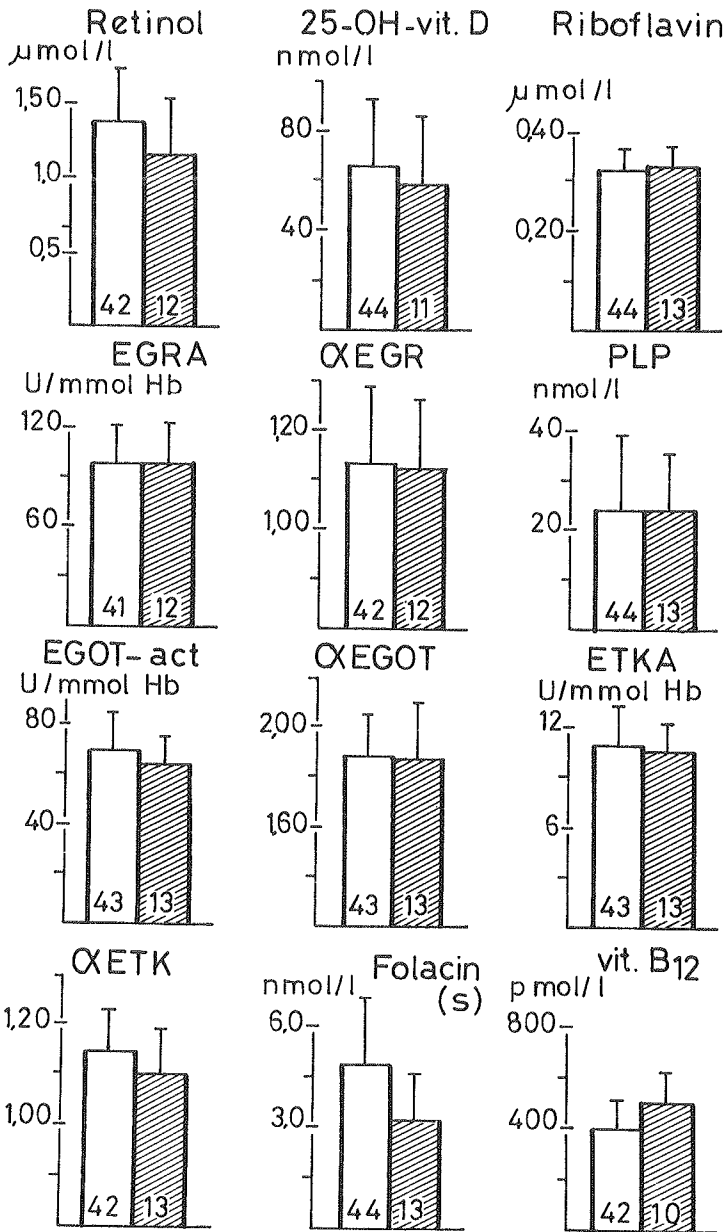 Retinol 25-OH-vit. D Riboflavin
µmol/l nmol/l µmol/l
1,50 80 0,40
1,0 40 0,20
0,5
42 12 44 11 44 13
EGRA αEGR PLP
U/mmol Hb nmol/l
120 1,20 40
60 1,00 20
41 12 42 12 44 13
EGOT-act αEGOT ETKA
U/mmol Hb U/mmol Hb
80 2,00 12
40 1,60 6
43 13 43 13 43 13
αETK Folacin (s) vit. B12
nmol/l pmol/l
1,20 6,0 800
1,00 3,0 400
42 13 44 13 42 10